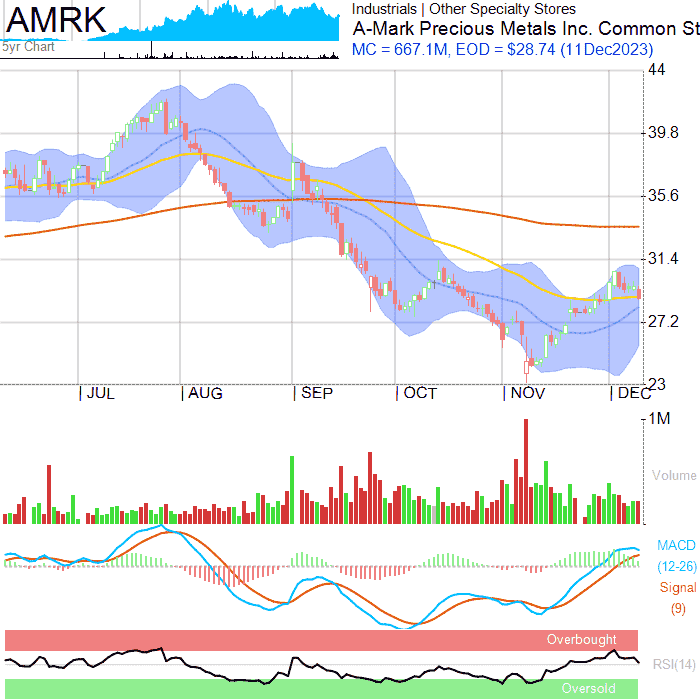 AMRK
5yr Chart
Industrials | Other Specialty Stores
A-Mark Precious Metals Inc. Common St
MC = 667.1M, EOD = $28.74 (11Dec2023)
44
39.8
35.6
31.4
27.2
23
JUL AUG SEP OCT NOV DEC
1M
Volume
MACD
(12-26)
Signal
(9)
Overbought
RSI(14)
Oversold